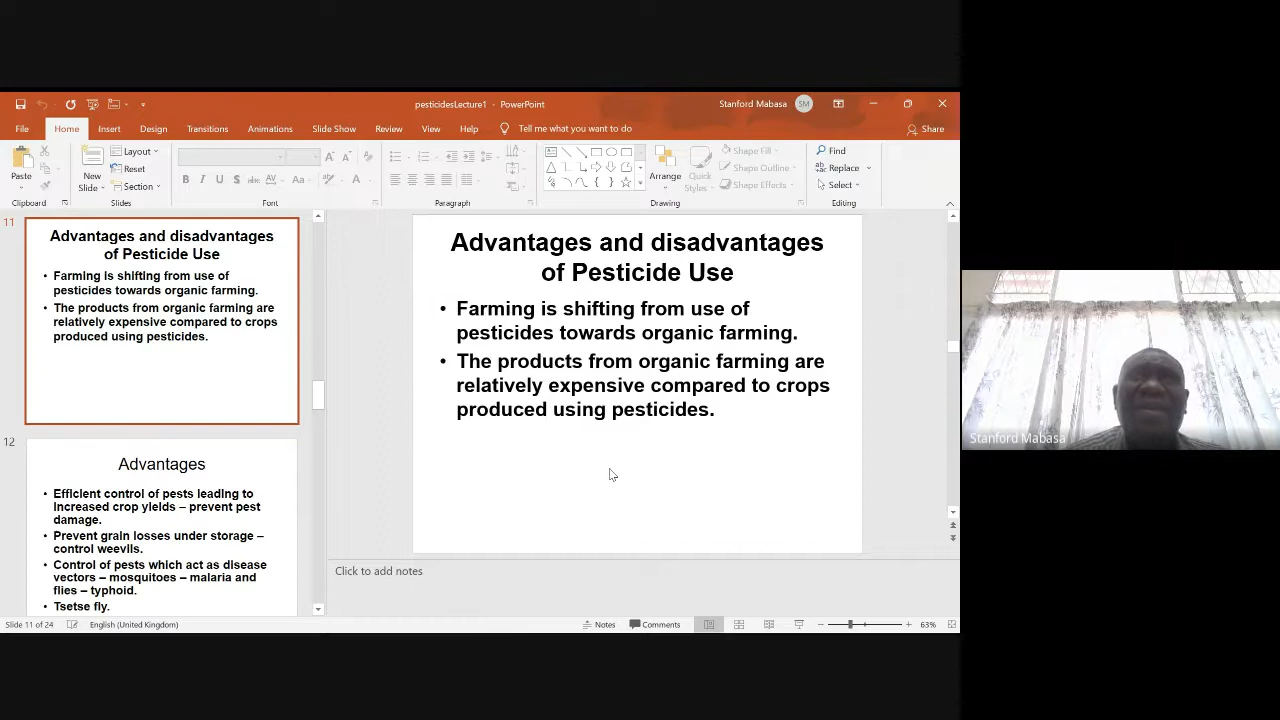 pesticidesLecture1 - PowerPoint
Stanford Mabasa
SM
File
Home
Insert
Design
Transitions
Animations
Slide Show
Review
View
Help
Tell me what you want to do
Share
Paste
Clipboard
New
Slide
Layout
Reset
Section
Slides
B I U S abc AV Aa A
Font
Paragraph
Arrange
Quick
Styles
Shape Fill
Shape Outline
Shape Effects
Drawing
Find
Replace
Select
Editing
11
Advantages and disadvantages
of Pesticide Use
• Farming is shifting from use of
pesticides towards organic farming.
• The products from organic farming are
relatively expensive compared to crops
produced using pesticides.
12
Advantages
• Efficient control of pests leading to
increased crop yields – prevent pest
damage.
• Prevent grain losses under storage –
control weevils.
• Control of pests which act as disease
vectors – mosquitoes – malaria and
flies – typhoid.
• Tsetse fly.
Advantages and disadvantages
of Pesticide Use
• Farming is shifting from use of
pesticides towards organic farming.
• The products from organic farming are
relatively expensive compared to crops
produced using pesticides.
Click to add notes
Slide 11 of 24
English (United Kingdom)
Notes
Comments
63%
Stanford Mabasa